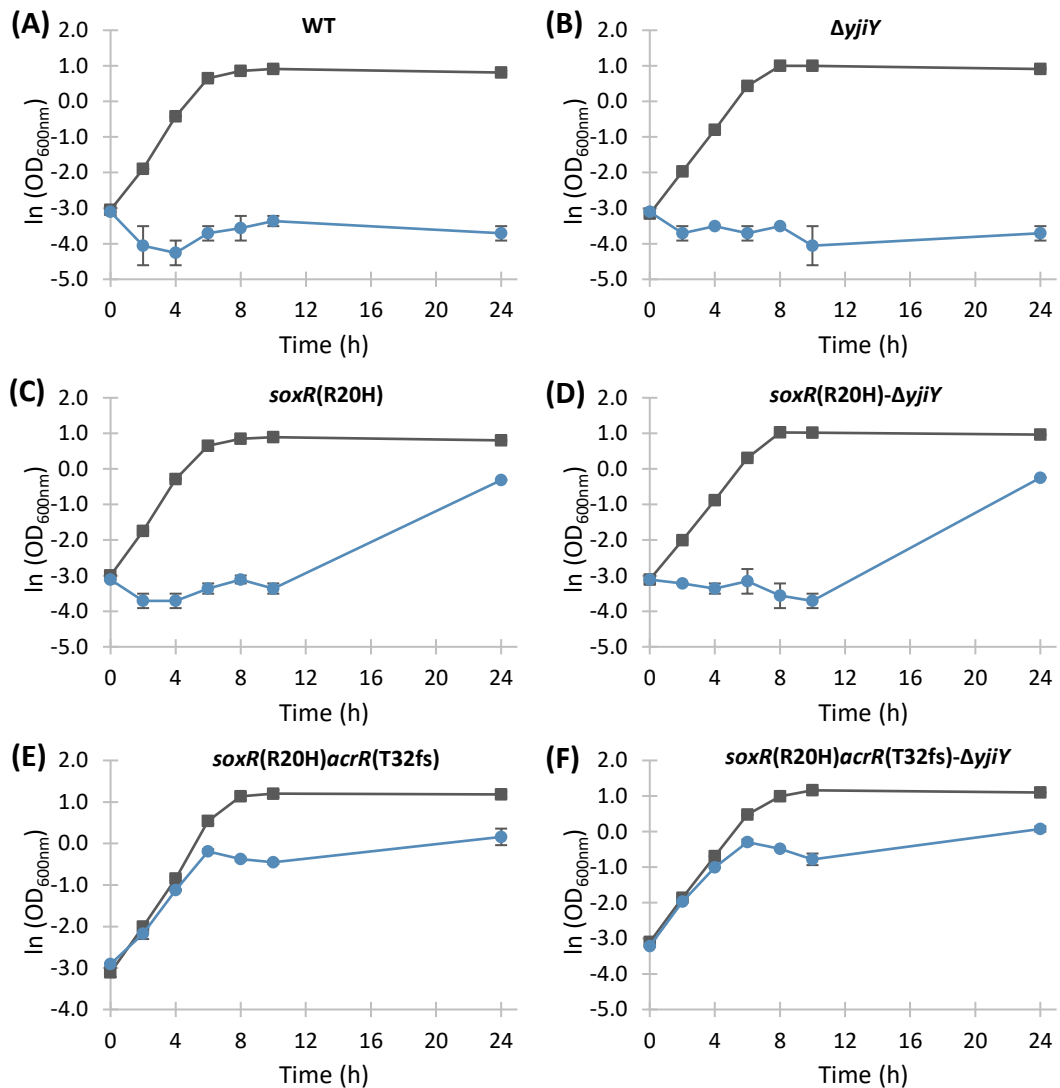 (A) WT
2.0
1.0
0.0
-1.0
-2.0
-3.0
-4.0
-5.0
ln (OD600nm)
0 4 8 12 16 20 24
Time (h)
(B) ΔyjiY
2.0
1.0
0.0
-1.0
-2.0
-3.0
-4.0
-5.0
ln (OD600nm)
0 4 8 12 16 20 24
Time (h)
(C) soxR(R20H)
2.0
1.0
0.0
-1.0
-2.0
-3.0
-4.0
-5.0
ln (OD600nm)
0 4 8 12 16 20 24
Time (h)
(D) soxR(R20H)-ΔyjiY
2.0
1.0
0.0
-1.0
-2.0
-3.0
-4.0
-5.0
ln (OD600nm)
0 4 8 12 16 20 24
Time (h)
(E) soxR(R20H)acrR(T32fs)
2.0
1.0
0.0
-1.0
-2.0
-3.0
-4.0
ln (OD600nm)
0 4 8 12 16 20 24
Time (h)
(F) soxR(R20H)acrR(T32fs)-ΔyjiY
2.0
1.0
0.0
-1.0
-2.0
-3.0
-4.0
-5.0
ln (OD600nm)
0 4 8 12 16 20 24
Time (h)